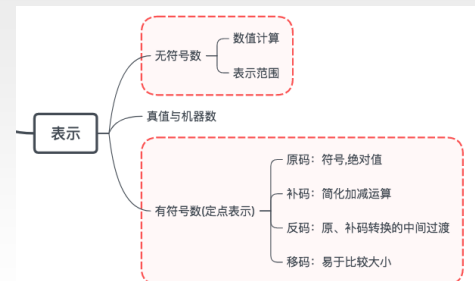 表示
无符号数
数值计算
表示范围
真值与机器数
有符号数(定点表示)
原码：符号,绝对值
补码：简化加减运算
反码：原、补码转换的中间过渡
移码：易于比较大小